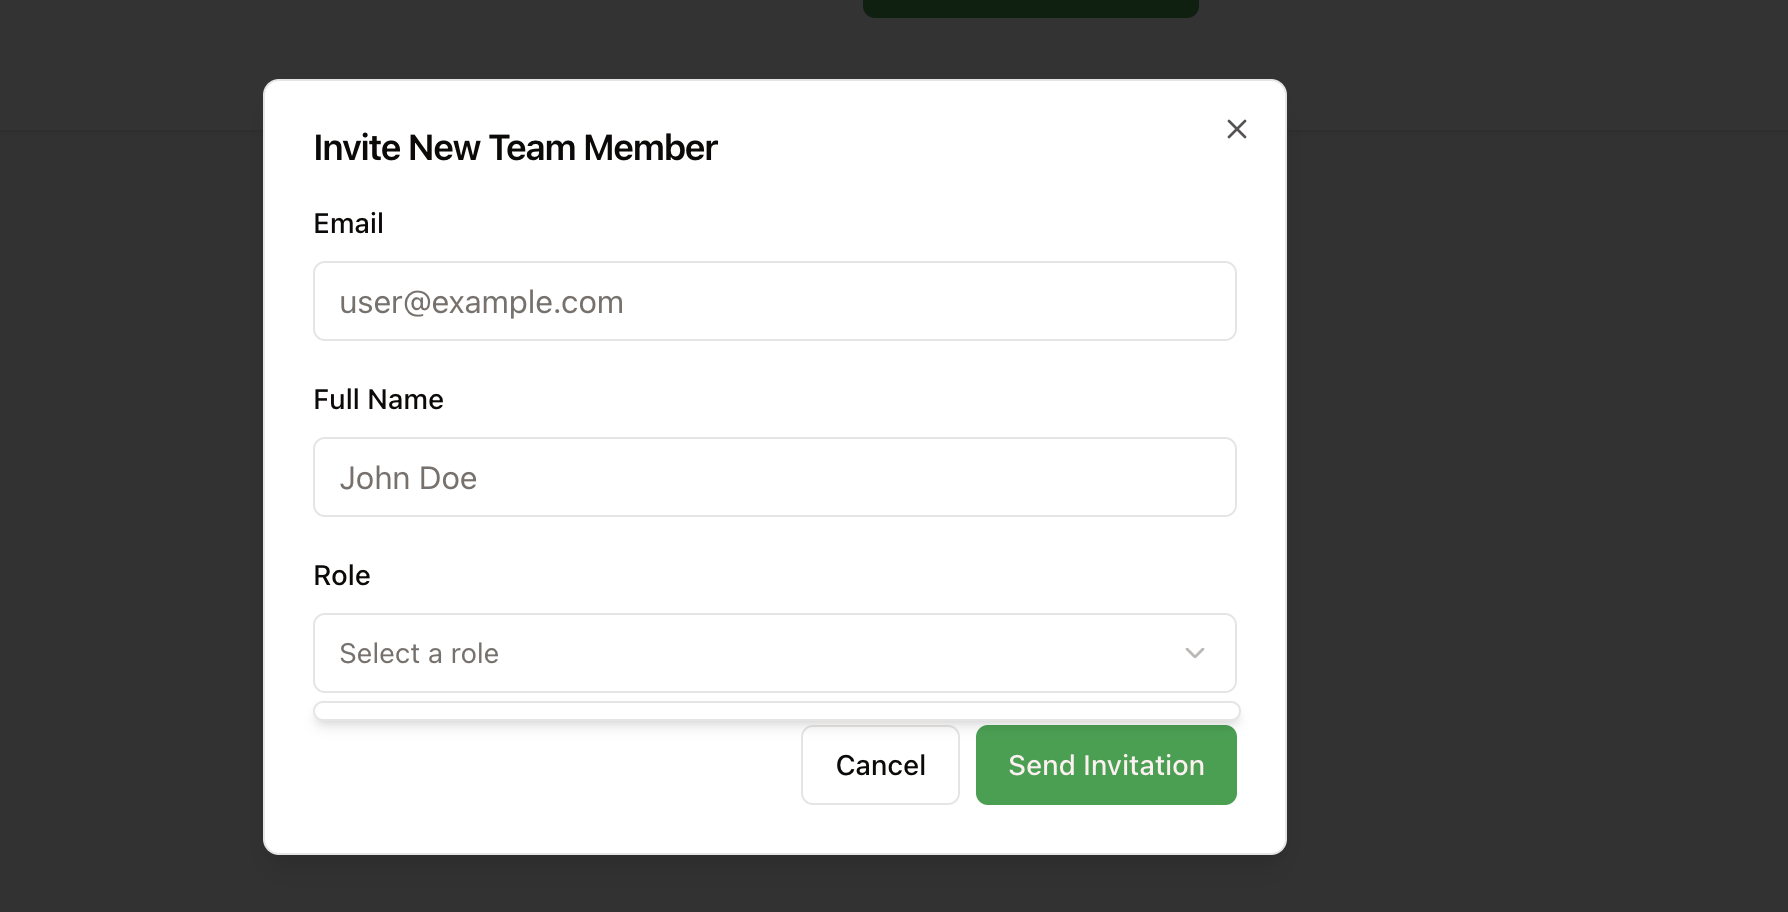 Invite New Team Member
Email
user@example.com
Full Name
John Doe
Role
Select a role
Cancel
Send Invitation